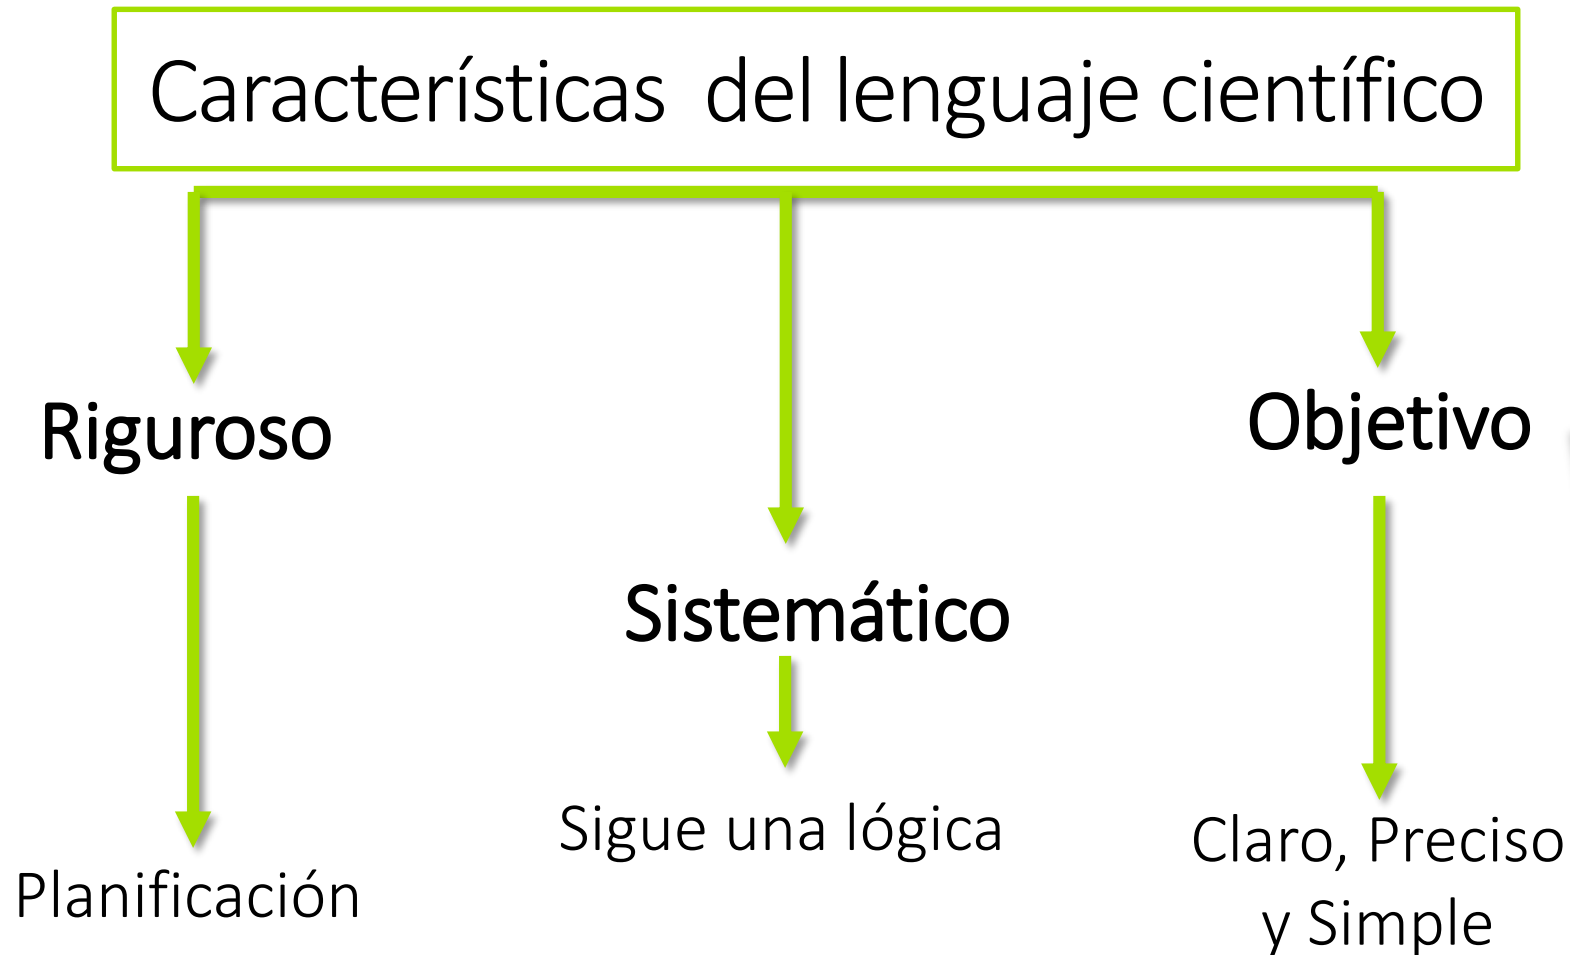 Características del lenguaje científico
Riguroso
Objetivo
Sistemático
Sigue una lógica
Planificación
Claro, Preciso
y Simple